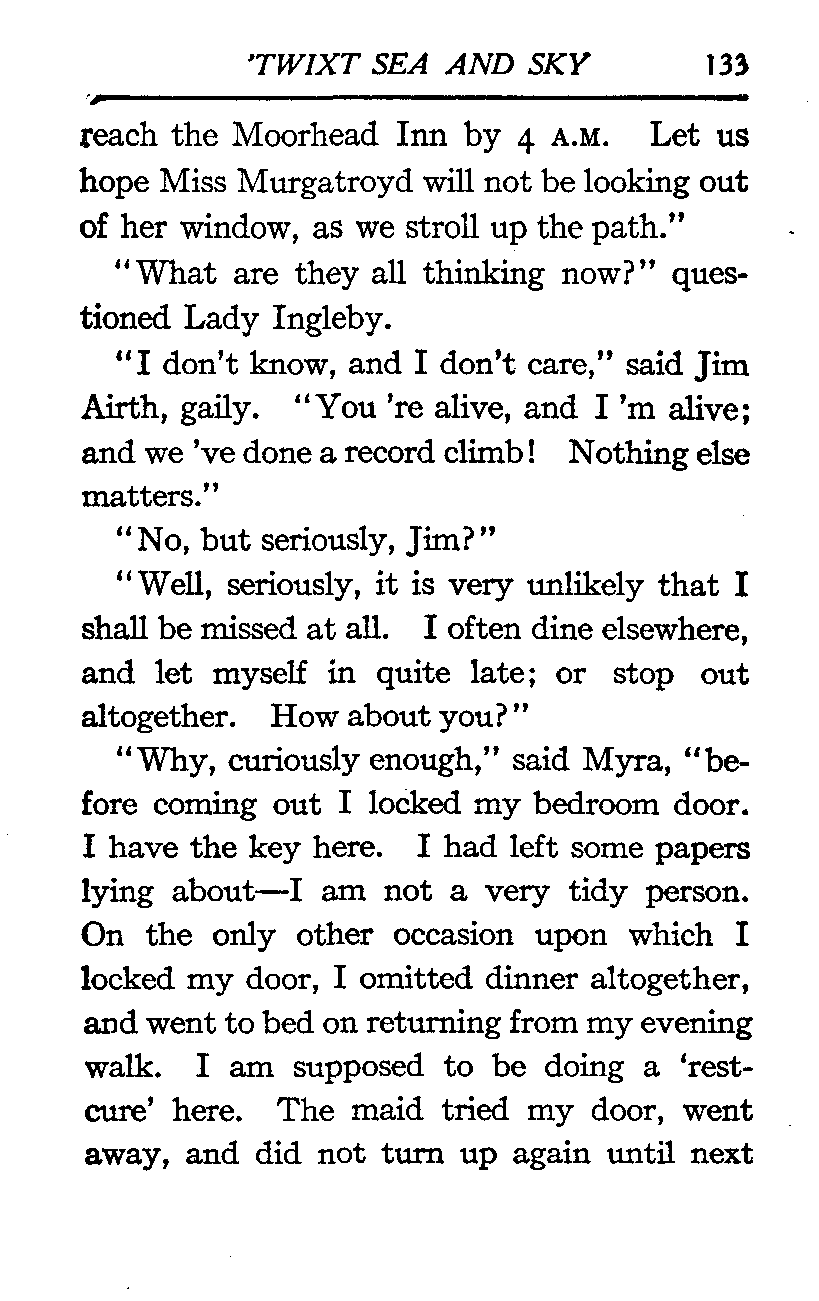 'TWIXT SEA AND SKY 133
reach the Moorhead Inn by 4 A.M. Let us
hope Miss Murgatroyd will not be looking out
of her window, as we stroll up the path."
"What are they all thinking now?" ques-
tioned Lady Ingleby.
"I don't know, and I don't care," said Jim
Airth, gaily. "You 're alive, and I 'm alive;
and we 've done a record climb! Nothing else
matters."
"No, but seriously, Jim?"
"Well, seriously, it is very unlikely that I
shall be missed at all. I often dine elsewhere,
and let myself in quite late; or stop out
altogether. How about you?"
"Why, curiously enough," said Myra, "be-
fore coming out I locked my bedroom door.
I have the key here. I had left some papers
lying about—I am not a very tidy person.
On the only other occasion upon which I
locked my door, I omitted dinner altogether,
and went to bed on returning from my evening
walk. I am supposed to be doing a 'rest-
cure' here. The maid tried my door, went
away, and did not turn up again until next